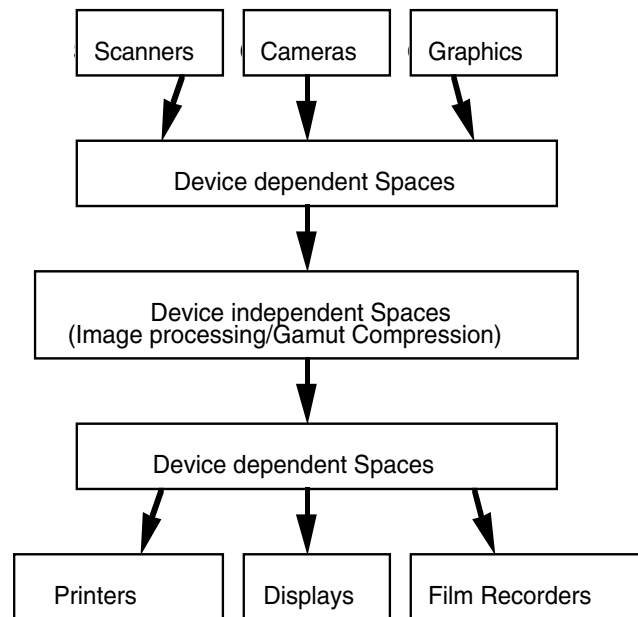 Scanners Cameras Graphics
Device dependent Spaces
Device independent Spaces
(Image processing/Gamut Compression)
Device dependent Spaces
Printers Displays Film Recorders